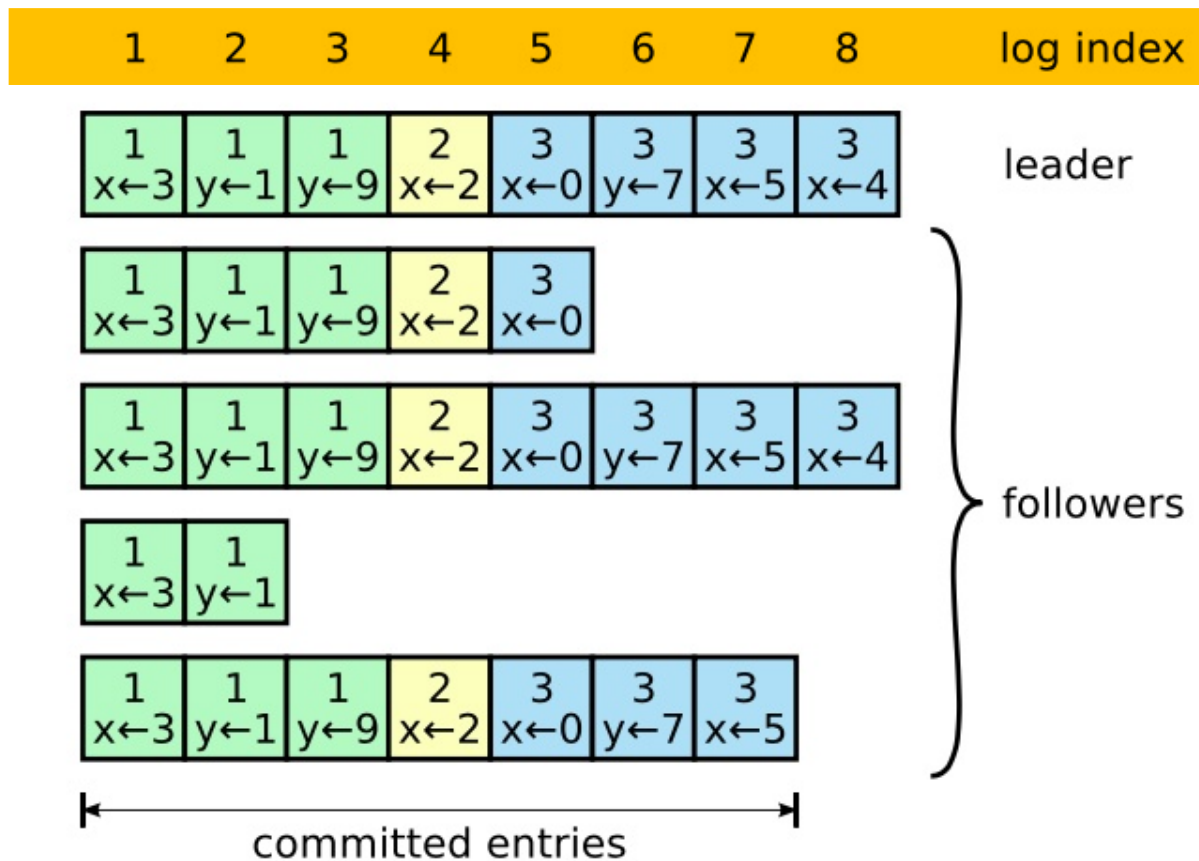 1 2 3 4 5 6 7 8 log index
1 1 1 2 3 3 3 3
x←3 y←1 y←9 x←2 x←0 y←7 x←5 x←4
leader
1 1 1 2 3
x←3 y←1 y←9 x←2 x←0
1 1 1 2 3 3 3 3
x←3 y←1 y←9 x←2 x←0 y←7 x←5 x←4
followers
1 1
x←3 y←1
1 1 1 2 3 3 3
x←3 y←1 y←9 x←2 x←0 y←7 x←5
committed entries